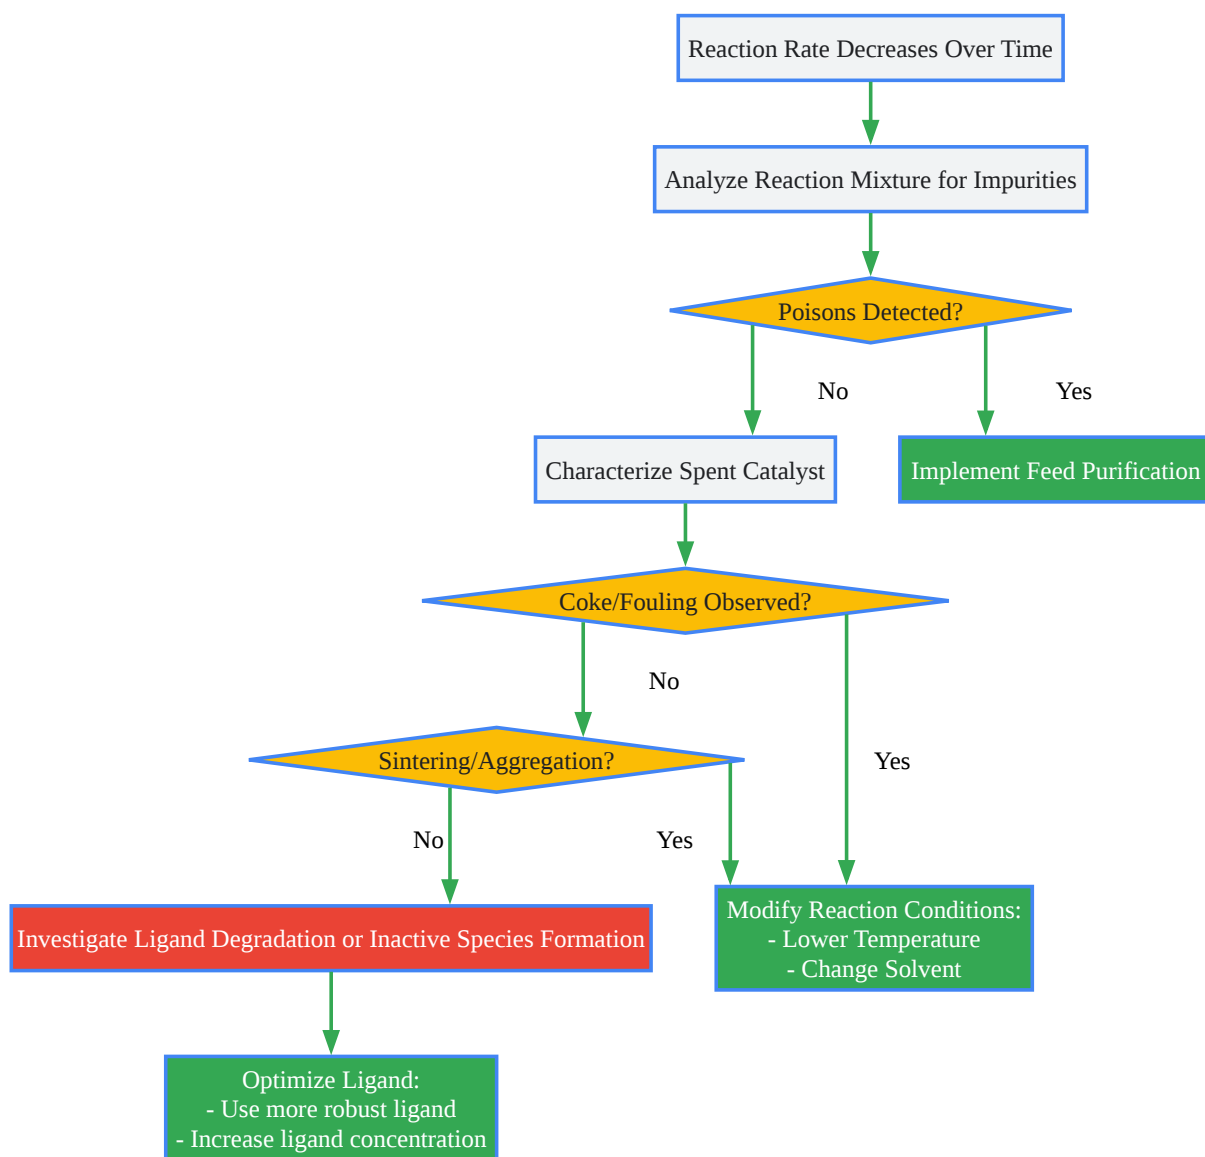 Reaction Rate Decreases Over Time
Analyze Reaction Mixture for Impurities
Poisons Detected?
No
Yes
Characterize Spent Catalyst
Implement Feed Purification
Coke/Fouling Observed?
No
Sintering/Aggregation?
Yes
No
Yes
Investigate Ligand Degradation or Inactive Species Formation
Modify Reaction Conditions:
- Lower Temperature
- Change Solvent
Optimize Ligand:
- Use more robust ligand
- Increase ligand concentration